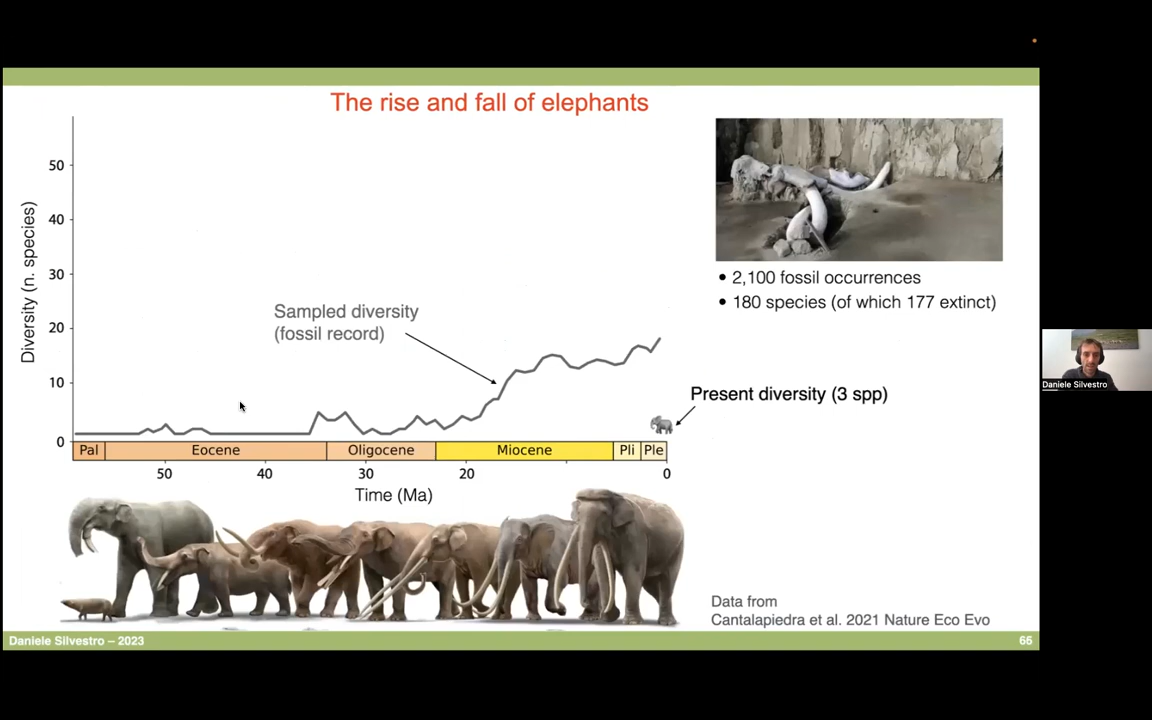 The rise and fall of elephants
50
40
30
20
10
0
Diversity (n. species)
Sampled diversity
(fossil record)
• 2,100 fossil occurrences
• 180 species (of which 177 extinct)
Present diversity (3 spp)
Pal
Eocene
Oligocene
Miocene
Pli
Ple
50
40
30
20
0
Time (Ma)
Data from
Cantalapiedra et al. 2021 Nature Eco Evo
Daniele Silvestro – 2023
66
Daniele Silvestro